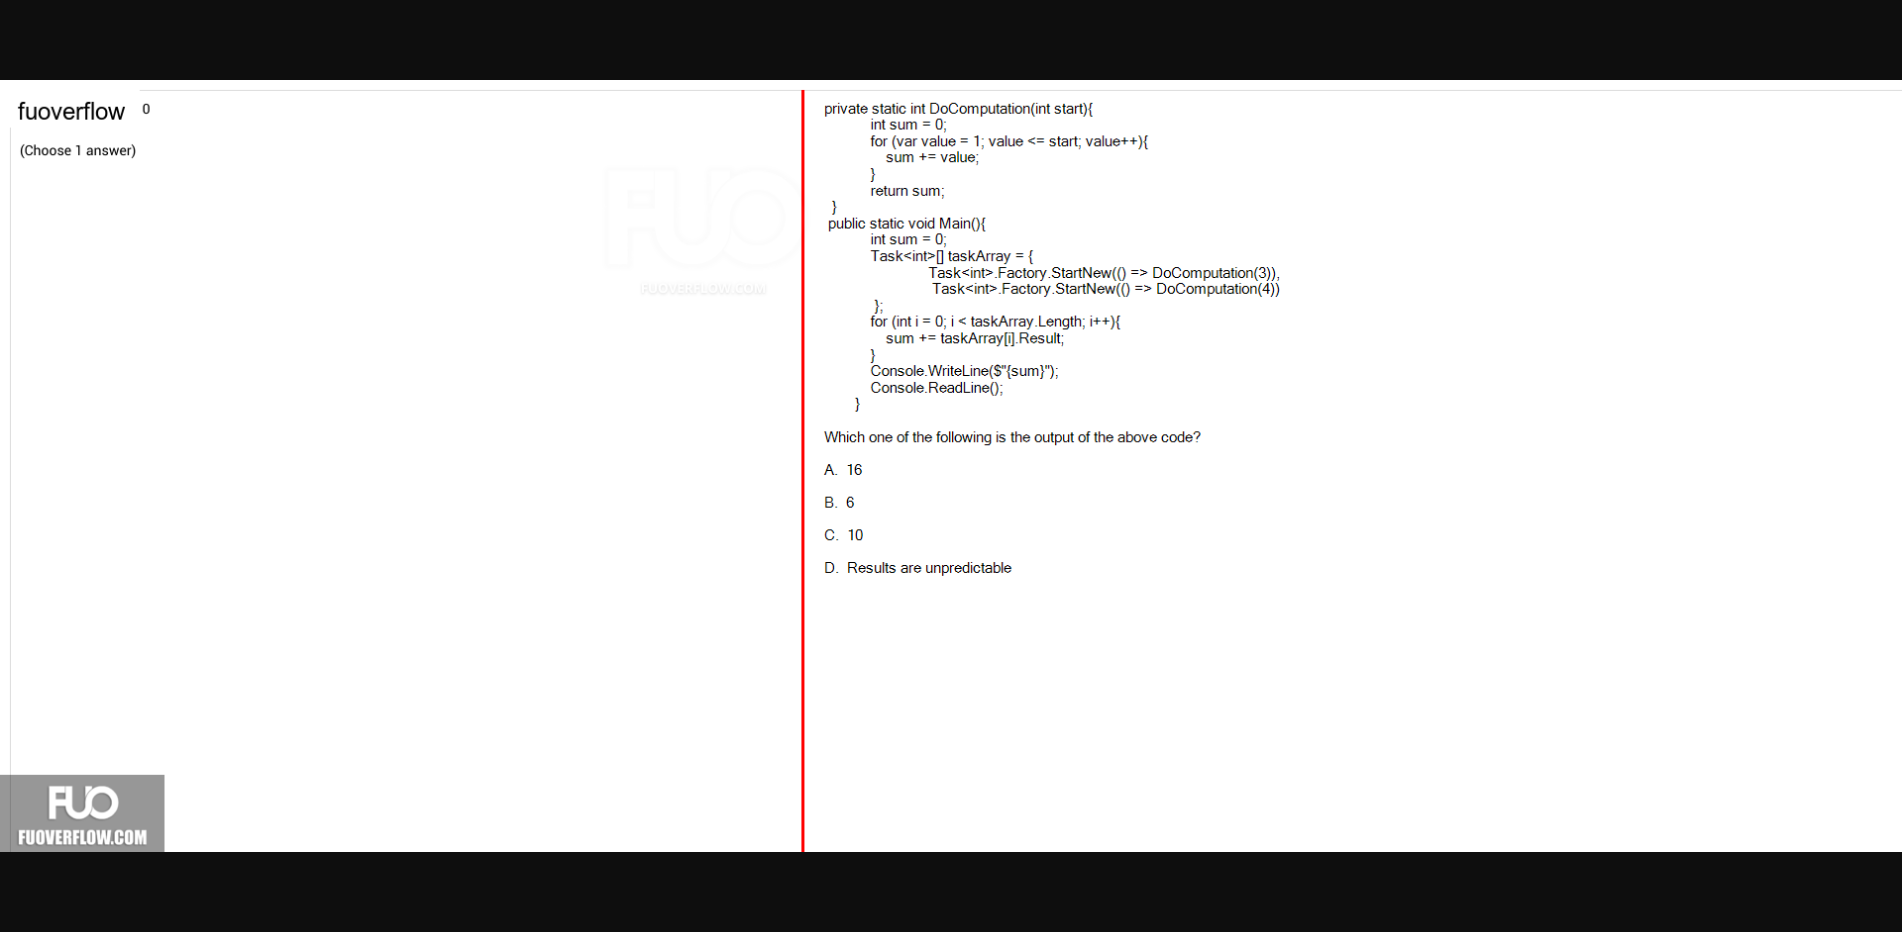 fuoverflow 0
(Choose 1 answer)
FUO
FUOVERFLOW.COM
private static int DoComputation(int start){
int sum = 0;
for (var value = 1; value <= start; value++){
sum += value;
}
return sum;
}
public static void Main(){
int sum = 0;
Task<int>[] taskArray = {
Task<int>.Factory.StartNew(() => DoComputation(3)),
Task<int>.Factory.StartNew(() => DoComputation(4))
};
for (int i = 0; i < taskArray.Length; i++){
sum += taskArray[i].Result;
}
Console.WriteLine($"{sum}");
Console.ReadLine();
}
Which one of the following is the output of the above code?
A. 16
B. 6
C. 10
D. Results are unpredictable
FUO
FUOVERFLOW.COM